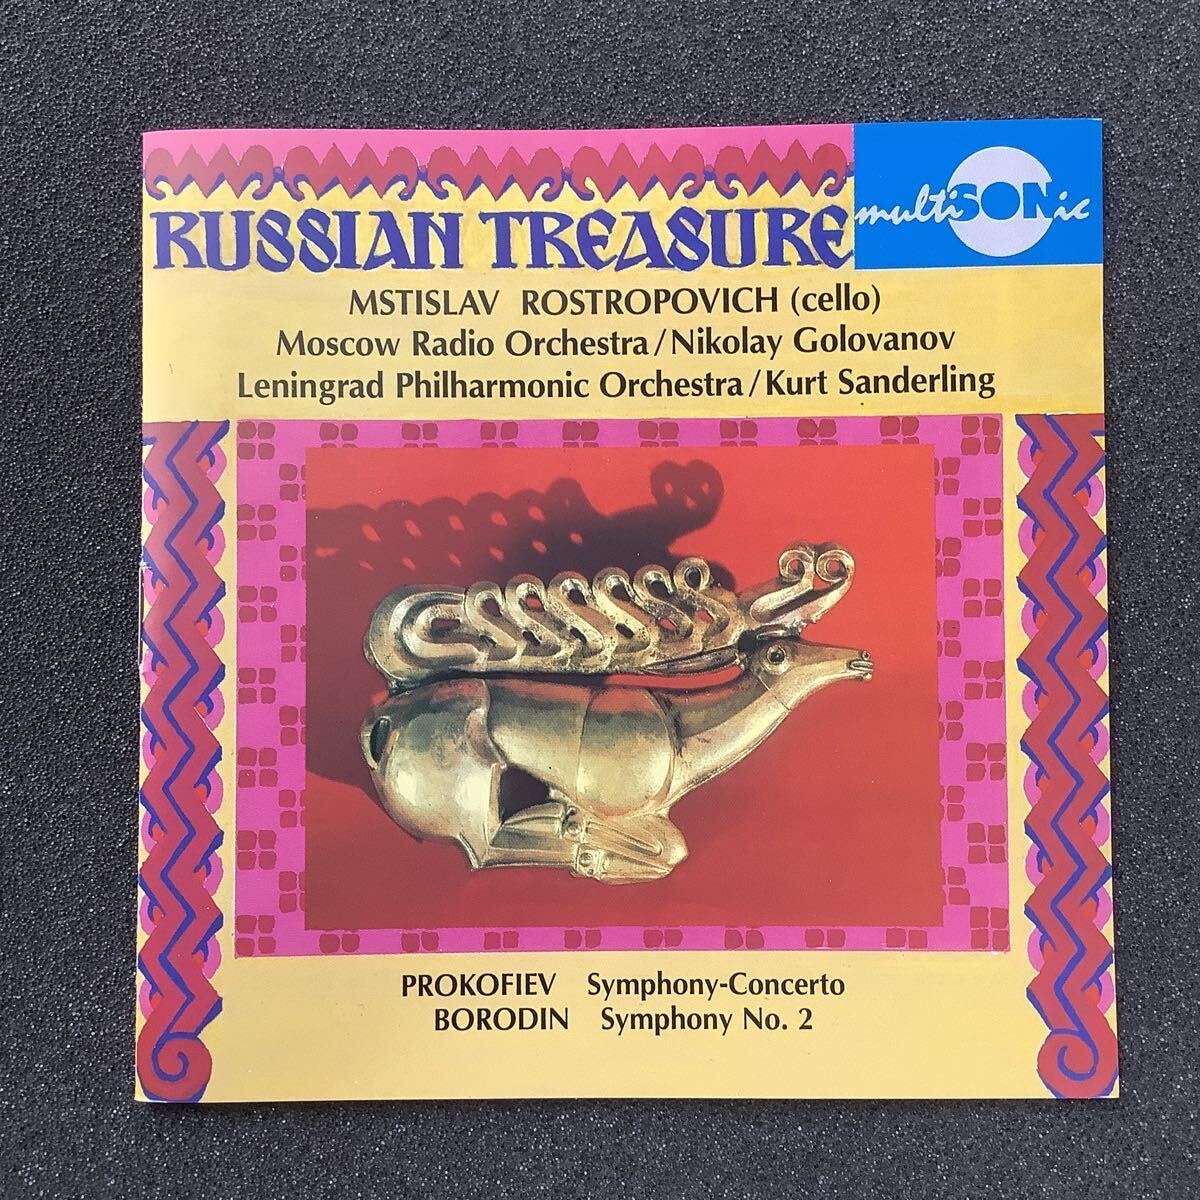 RUSSIAN TREASURE
multiSONic
MSTISLAV ROSTROPOVICH (cello)
Moscow Radio Orchestra/Nikolay Golovanov
Leningrad Philharmonic Orchestra/Kurt Sanderling
PROKOFIEV Symphony-Concerto
BORODIN Symphony No. 2